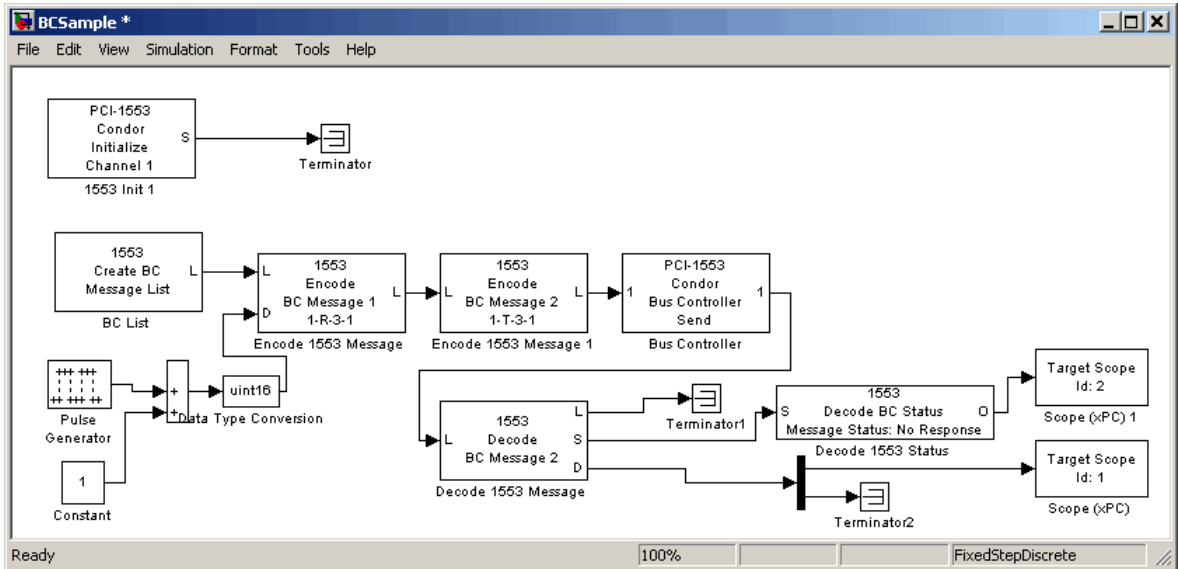 BCSample *
File Edit View Simulation Format Tools Help
PCI-1553
Condor
Initialize
Channel 1
S
1553 Init 1
Terminator
1553
Create BC
Message List
L
BC List
L
D
1553
Encode
BC Message 1
1-R-3-1
L
Encode 1553 Message
L
1553
Encode
BC Message 2
1-T-3-1
L
Encode 1553 Message 1
1
PCI-1553
Condor
Bus Controller
Send
1
Bus Controller
Pulse
Generator
+
+
uint16
Data Type Conversion
1
Constant
L
1553
Decode
BC Message 2
L
S
D
Decode 1553 Message
Terminator1
S
1553
Decode BC Status
Message Status: No Response
O
Decode 1553 Status
Target Scope
Id: 2
Scope (xPC) 1
Terminator2
Target Scope
Id: 1
Scope (xPC)
Ready
100%
FixedStepDiscrete